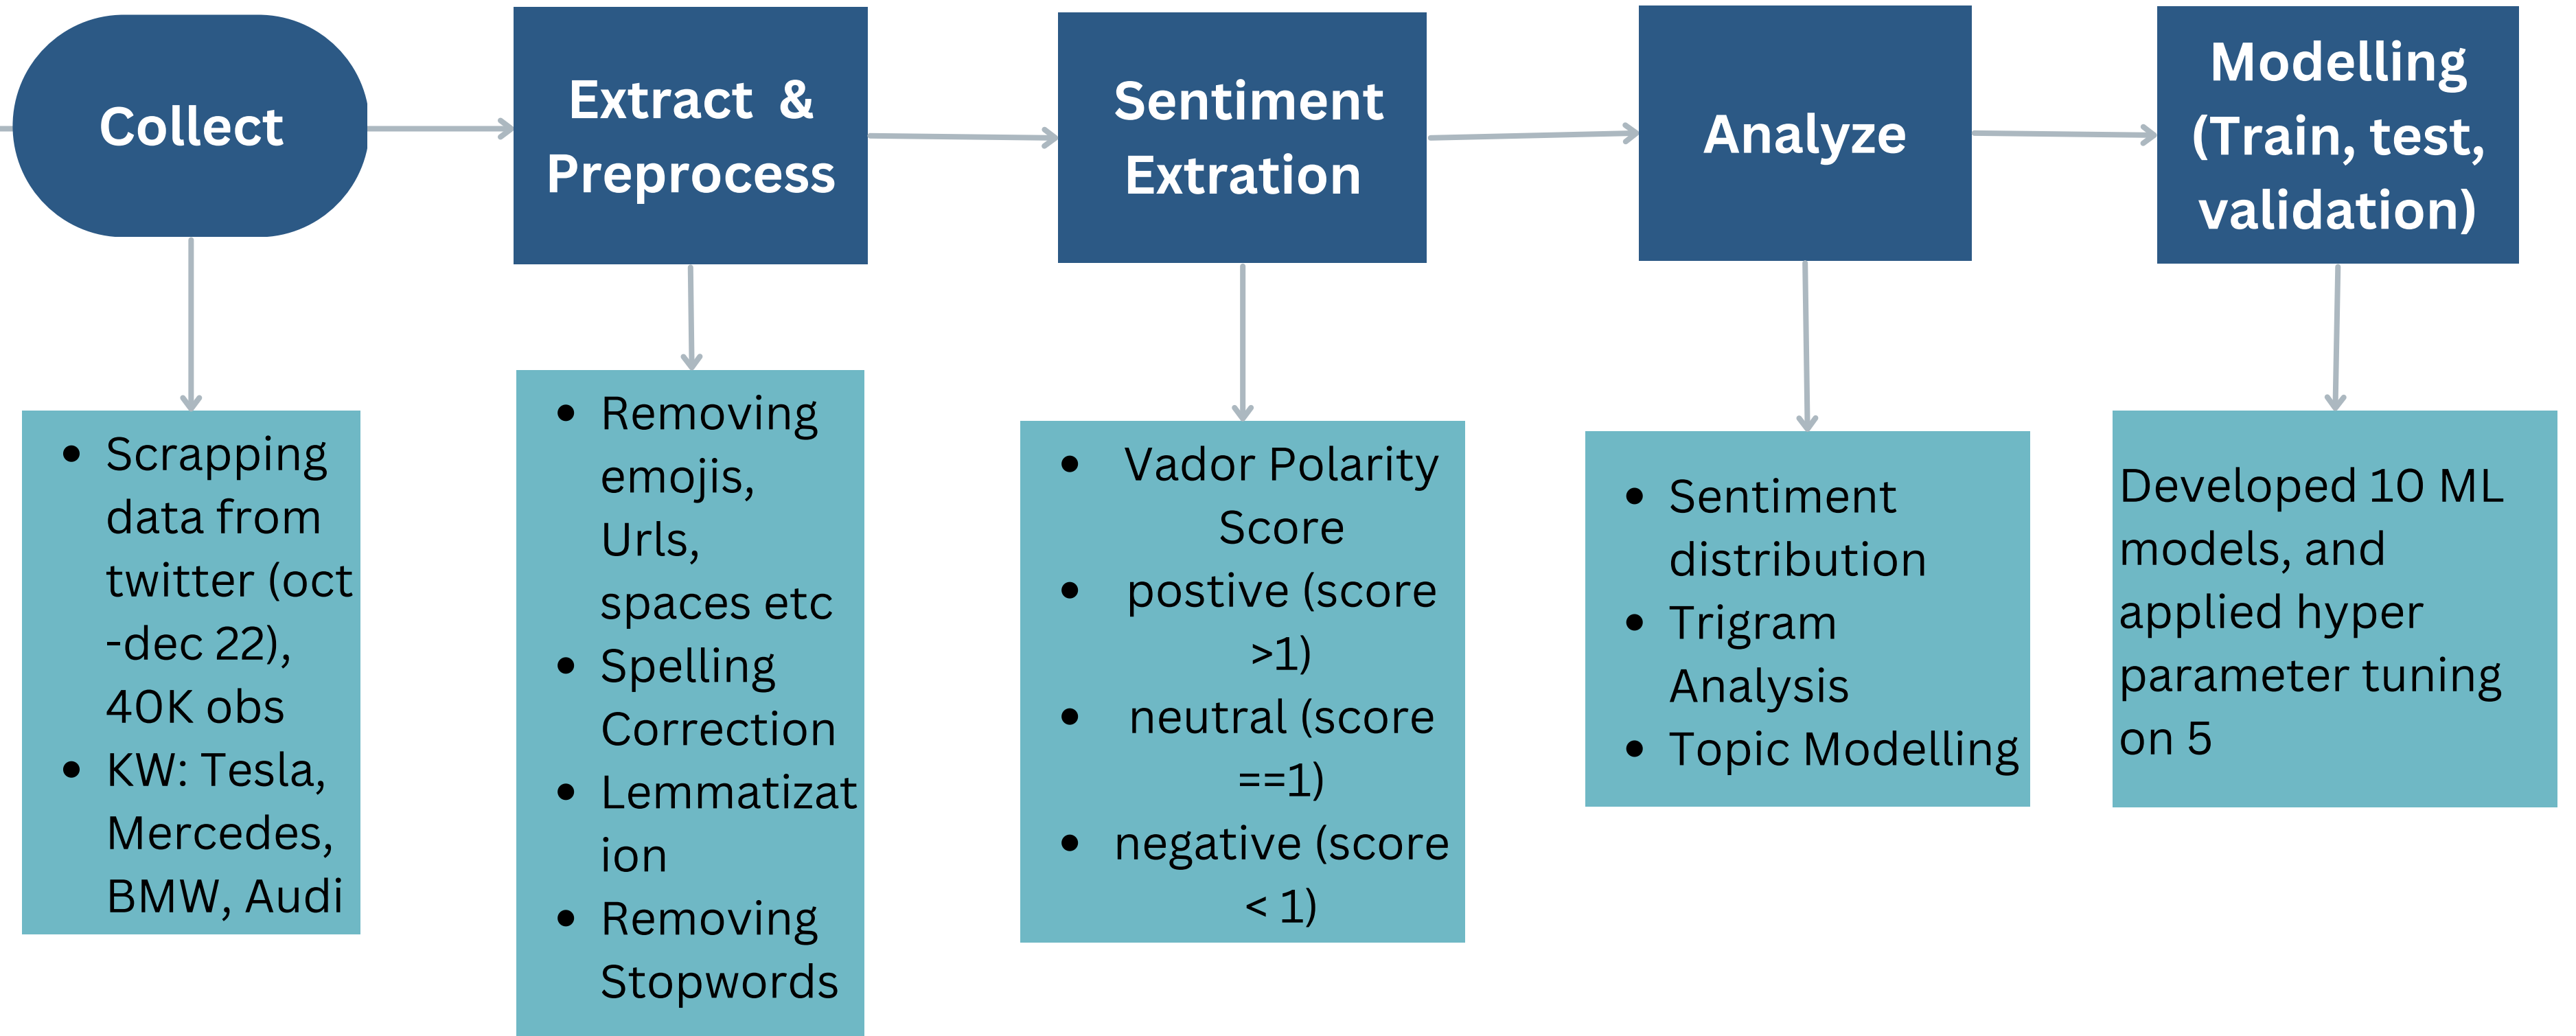 Collect
Extract & 
Preprocess
Sentiment
Extration
Analyze
Modelling
(Train, test,
validation)
• Scrapping
data from
twitter (oct
-dec 22),
40K obs
• KW: Tesla,
Mercedes,
BMW, Audi
• Removing
emojis,
Urls,
spaces etc
• Spelling
Correction
• Lemmatizat
ion
• Removing
Stopwords
• Vador Polarity
Score
• postive (score
>1)
• neutral (score
==1)
• negative (score
< 1)
• Sentiment
distribution
• Trigram
Analysis
• Topic Modelling
Developed 10 ML
models, and
applied hyper
parameter tuning
on 5